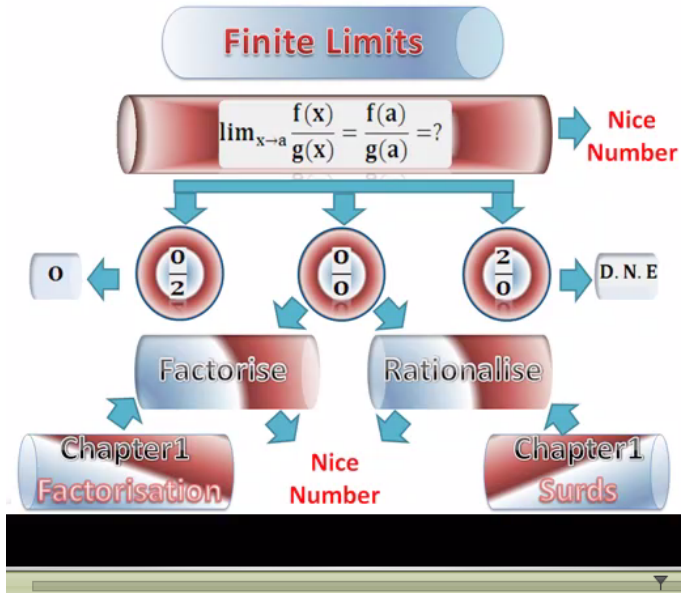 Finite Limits
lim x→a f(x)/g(x) = f(a)/g(a) =?
Nice
Number
0/2
0/0
2/0
0
D. N. E
Factorise
Rationalise
Chapter1
Factorisation
Nice
Number
Chapter1
Surds